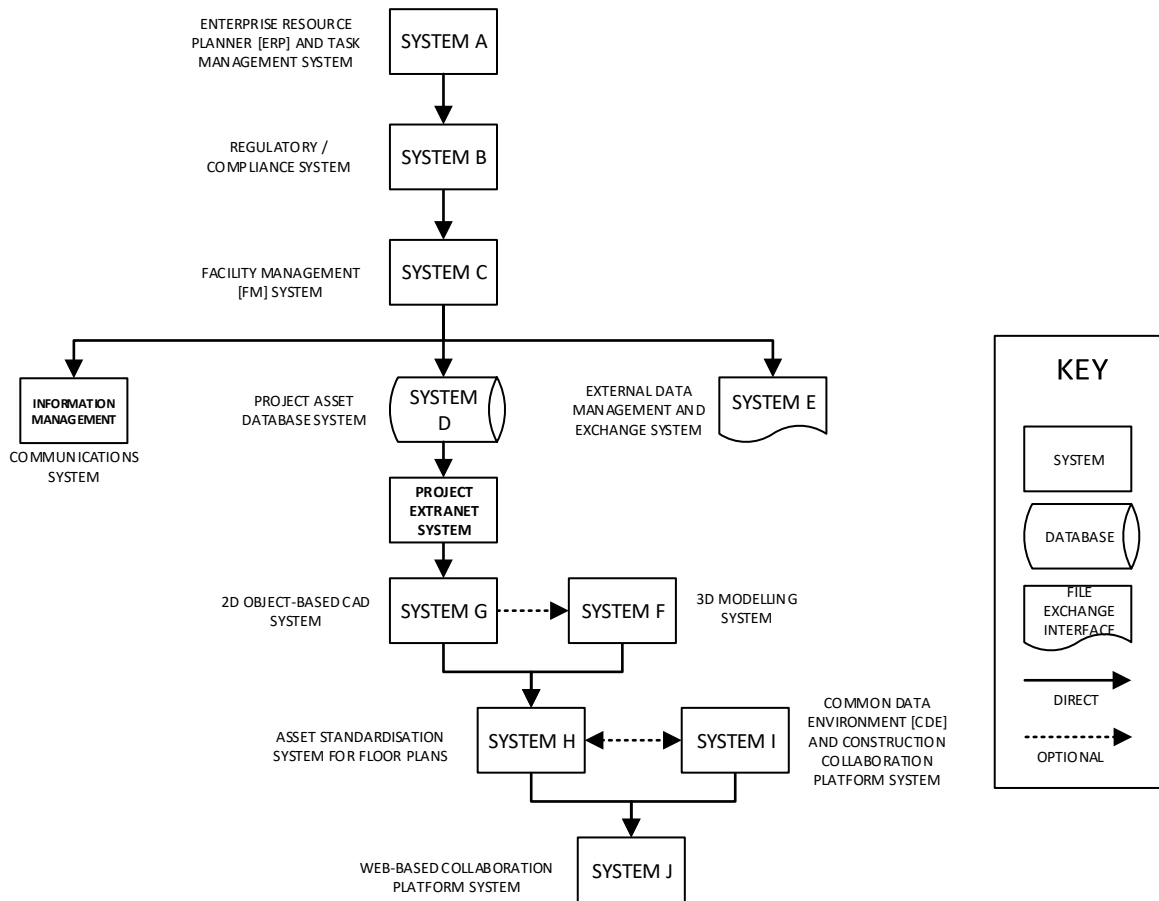 ENTERPRISE RESOURCE
PLANNER [ERP] AND TASK
MANAGEMENT SYSTEM
SYSTEM A
REGULATORY /
COMPLIANCE SYSTEM
SYSTEM B
FACILITY MANAGEMENT
[FM] SYSTEM
SYSTEM C
INFORMATION
MANAGEMENT
COMMUNICATIONS
SYSTEM
PROJECT ASSET
DATABASE SYSTEM
SYSTEM
D
EXTERNAL DATA
MANAGEMENT AND
EXCHANGE SYSTEM
SYSTEM E
PROJECT
EXTRANET
SYSTEM
2D OBJECT-BASED CAD
SYSTEM
SYSTEM G
SYSTEM F
3D MODELLING
SYSTEM
ASSET STANDARDISATION
SYSTEM FOR FLOOR PLANS
SYSTEM H
SYSTEM I
COMMON DATA
ENVIRONMENT [CDE]
AND CONSTRUCTION
COLLABORATION
PLATFORM SYSTEM
WEB-BASED COLLABORATION
PLATFORM SYSTEM
SYSTEM J
KEY
SYSTEM
DATABASE
FILE
EXCHANGE
INTERFACE
DIRECT
OPTIONAL